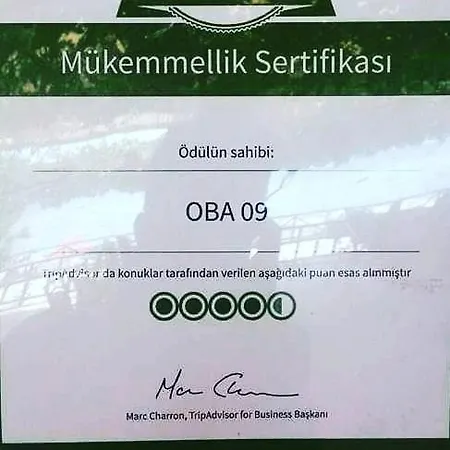 Mükemmellik Sertifikası
Ödülün sahibi:
OBA 09
TripAdvisor'da konuklar tarafından verilen aşağıdaki puan esas alınmıştır
Marc Charron, TripAdvisor for Business Başkanı